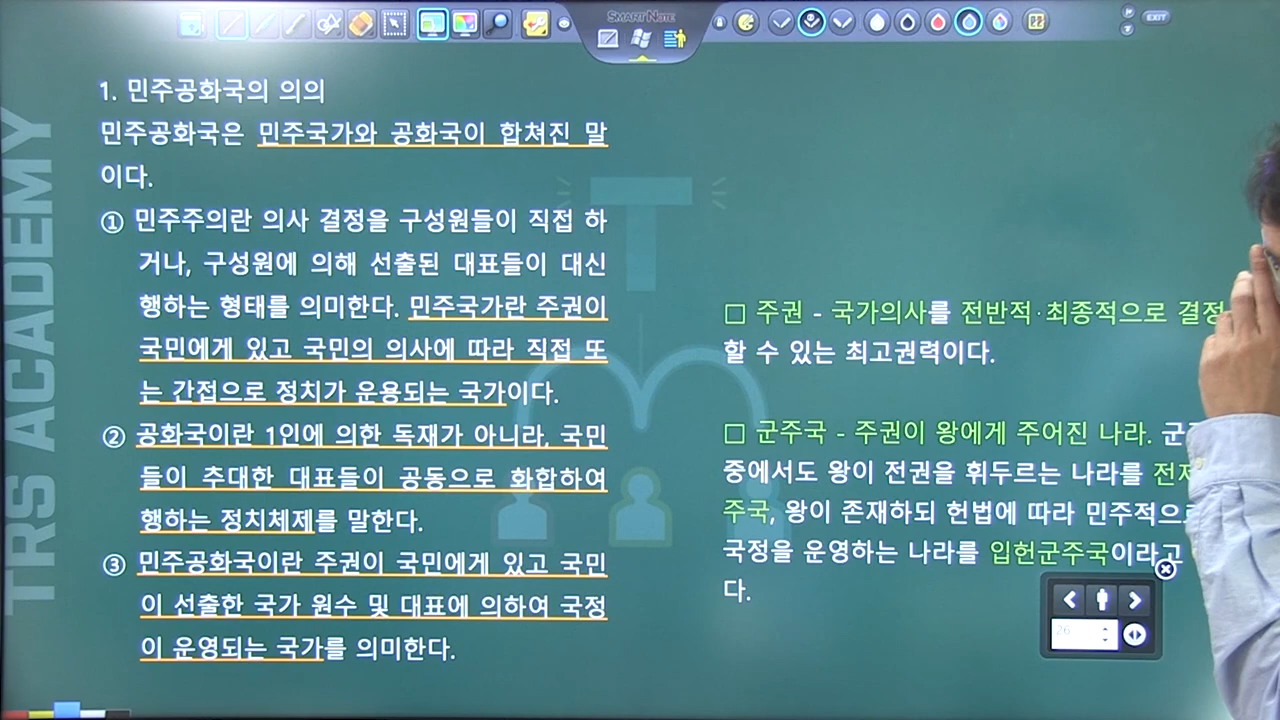 SMART NOTE
EXIT
1. 민주공화국의 의의
민주공화국은 민주국가와 공화국이 합쳐진 말
이다.
① 민주주의란 의사 결정을 구성원들이 직접 하
거나, 구성원에 의해 선출된 대표들이 대신
행하는 형태를 의미한다. 민주국가란 주권이
국민에게 있고 국민의 의사에 따라 직접 또
는 간접으로 정치가 운용되는 국가이다.
② 공화국이란 1인에 의한 독재가 아니라, 국민
들이 추대한 대표들이 공동으로 화합하여
행하는 정치체제를 말한다.
③ 민주공화국이란 주권이 국민에게 있고 국민
이 선출한 국가 원수 및 대표에 의하여 국정
이 운영되는 국가를 의미한다.
□ 주권 - 국가의사를 전반적·최종적으로 결정
할 수 있는 최고권력이다.
□ 군주국 - 주권이 왕에게 주어진 나라.
중에서도 왕이 전권을 휘두르는 나라를
주국, 왕이 존재하되 헌법에 따라 민주적으로
국정을 운영하는 나라를 입헌군주국이라고
다.
26
TRS ACADEMY